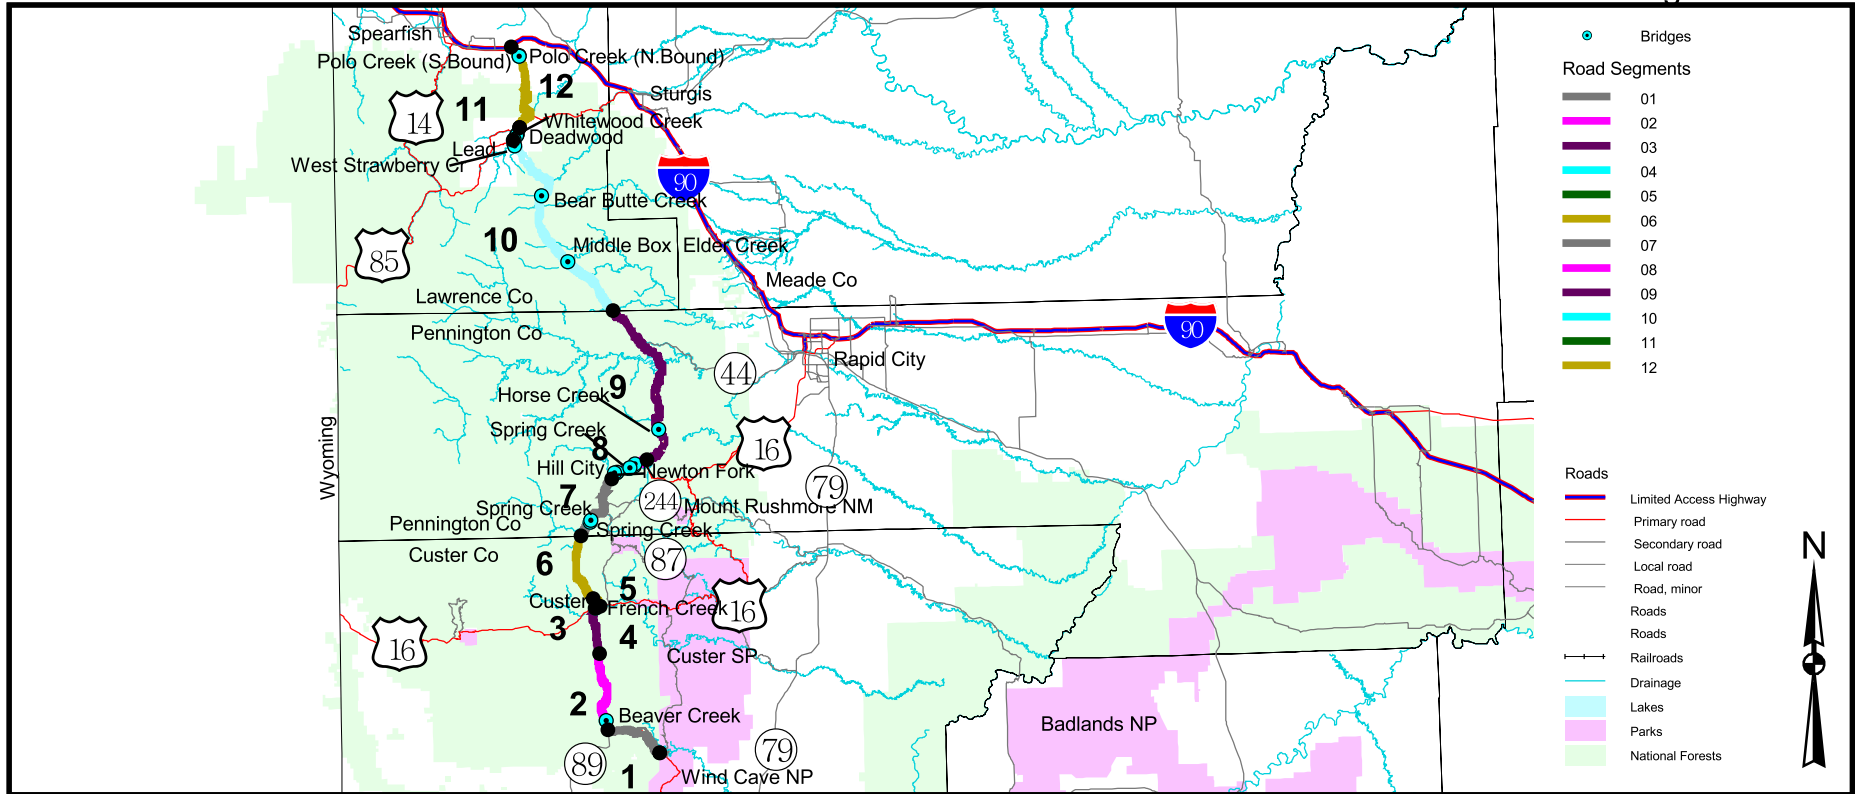 Spearfish
Polo Creek (S.Bound)
Polo Creek (N.Bound)
12
11
14
Sturgis
Whitewood Creek
Deadwood
Lead
West Strawberry Cr
90
Bear Butte Creek
10
85
Middle Box Elder Creek
Meade Co
Lawrence Co
Pennington Co
90
Rapid City
44
9
Horse Creek
Spring Creek
8
16
Hill City
Newton Fork
7
244
79
Mount Rushmore NM
Spring Creek
Pennington Co
Spring Creek
Custer Co
6
87
5
Custer
French Creek
16
3
4
16
Custer SP
2
Beaver Creek
Badlands NP
89
1
79
Wind Cave NP
Wyoming
Bridges
Road Segments
01
02
03
04
05
06
07
08
09
10
11
12
Roads
Limited Access Highway
Primary road
Secondary road
Local road
Road, minor
Roads
Roads
Railroads
Drainage
Lakes
Parks
National Forests
N